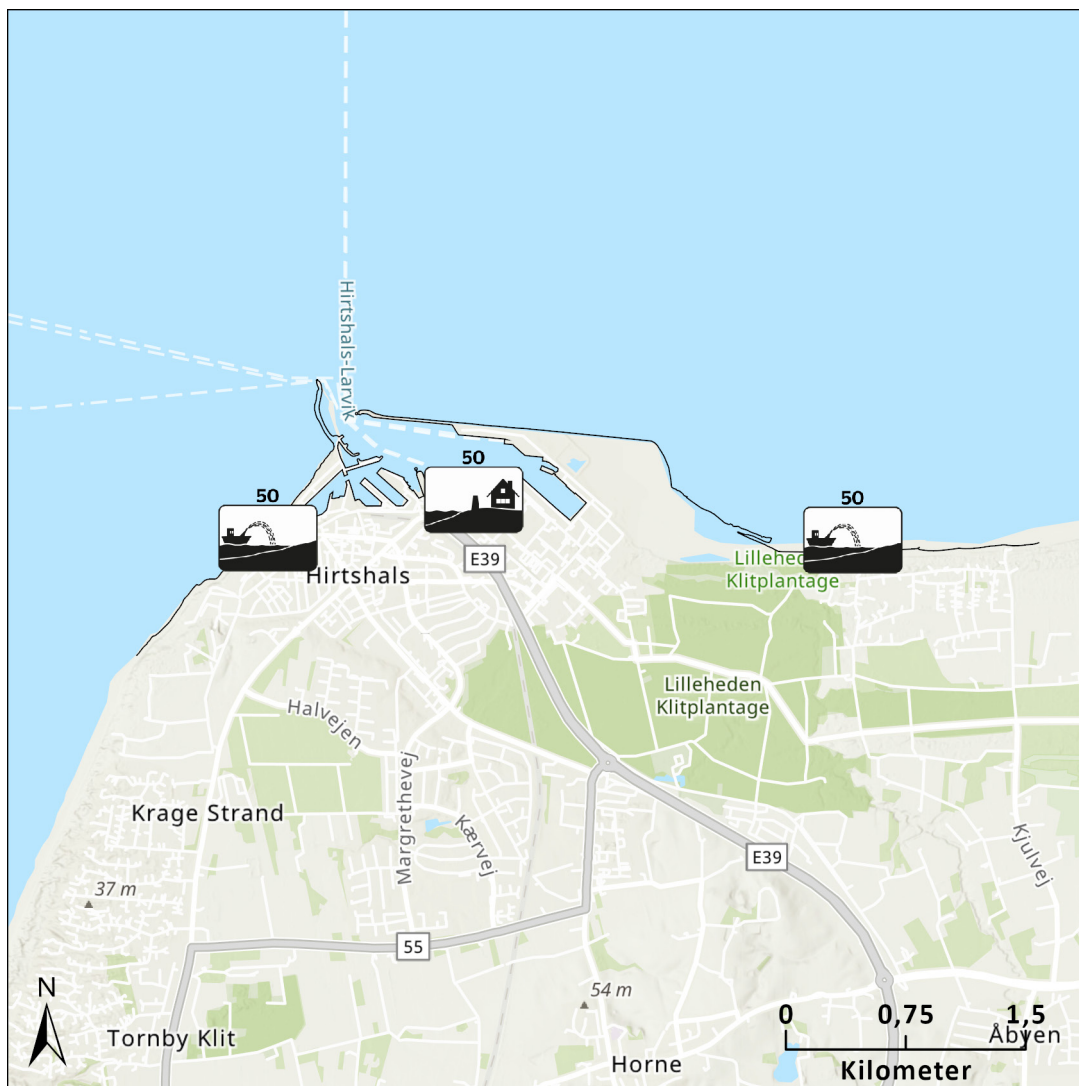 Hirtshals-Larvik
50
50
50
E39
Hirtshals
Lillehed
Klitplantage
Lilleheden
Klitplantage
Halvejen
Margrethevej
Kærvej
Krage Strand
E39
Kjulvej
37 m
55
N
54 m
0 0,75 1,5
Tornby Klit
Åbyen
Horne
Kilometer